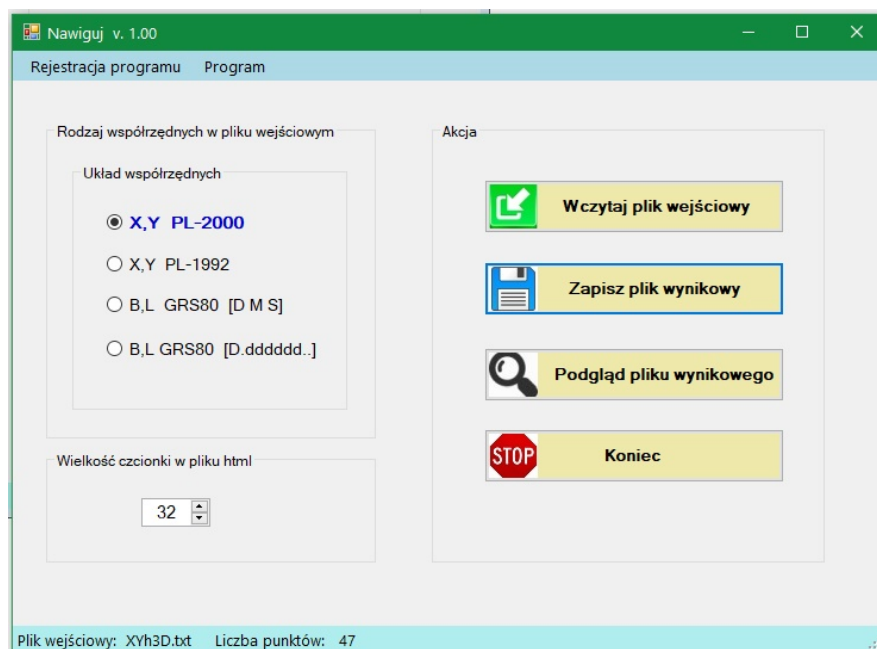 Nawiguj v. 1.00
Rejestracja programu Program
Rodzaj współrzędnych w pliku wejściowym
Układ współrzędnych
X,Y PL-2000
X,Y PL-1992
B,L GRS80 [D M S]
B,L GRS80 [D.dddddd..]
Wielkość czcionki w pliku html
32
Akcja
Wczytaj plik wejściowy
Zapisz plik wynikowy
Podgląd pliku wynikowego
STOP Koniec
Plik wejściowy: XYh3D.txt Liczba punktów: 47